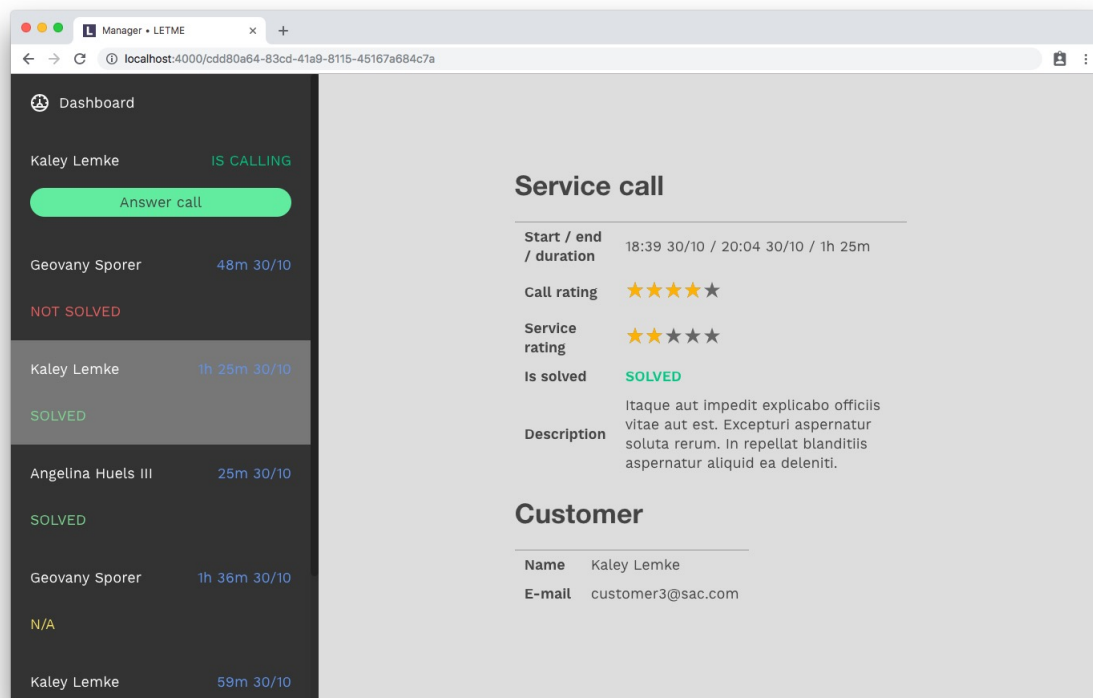 L Manager • LETME × +
localhost:4000/cdd80a64-83cd-41a9-8115-45167a684c7a
Dashboard
Kaley Lemke IS CALLING
Answer call
Geovany Sporer 48m 30/10
NOT SOLVED
Kaley Lemke 1h 25m 30/10
SOLVED
Angelina Huels III 25m 30/10
SOLVED
Geovany Sporer 1h 36m 30/10
N/A
Kaley Lemke 59m 30/10
Service call
Start / end
/ duration
18:39 30/10 / 20:04 30/10 / 1h 25m
Call rating
Service
rating
Is solved SOLVED
Description
Itaque aut impedit explicabo officiis
vitae aut est. Excepturi aspernatur
soluta rerum. In repellat blanditiis
aspernatur aliquid ea deleniti.
Customer
Name Kaley Lemke
E-mail customer3@sac.com